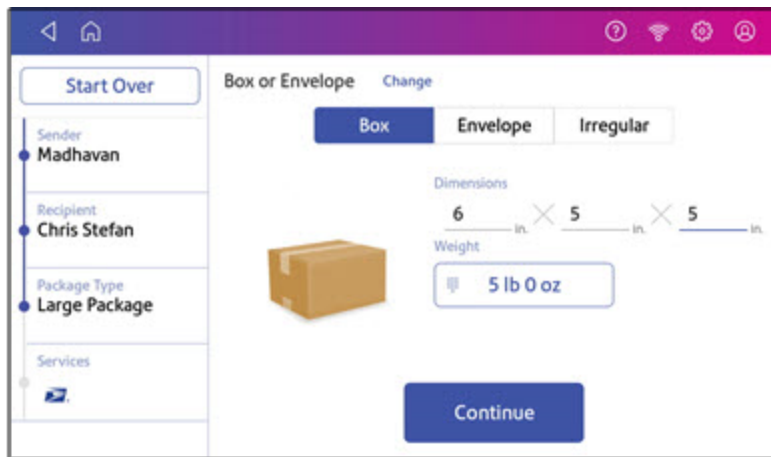 Start Over
Sender
Madhavan
Recipient
Chris Stefan
Package Type
Large Package
Services
Box or Envelope Change
Box Envelope Irregular
Dimensions
6 in. 5 in. 5 in.
Weight
5 lb 0 oz
Continue